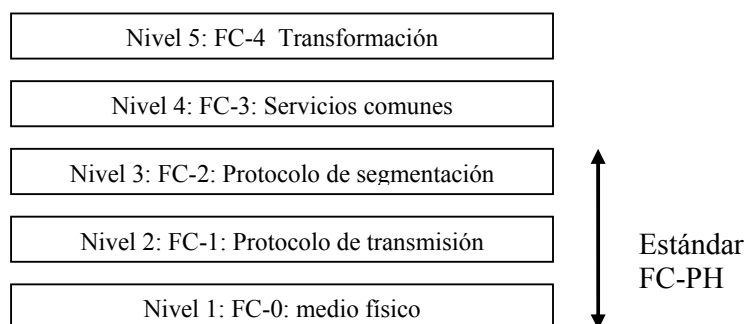 Nivel 5: FC-4 Transformación
Nivel 4: FC-3: Servicios comunes
Nivel 3: FC-2: Protocolo de segmentación
Nivel 2: FC-1: Protocolo de transmisión
Nivel 1: FC-0: medio físico
Estándar
FC-PH